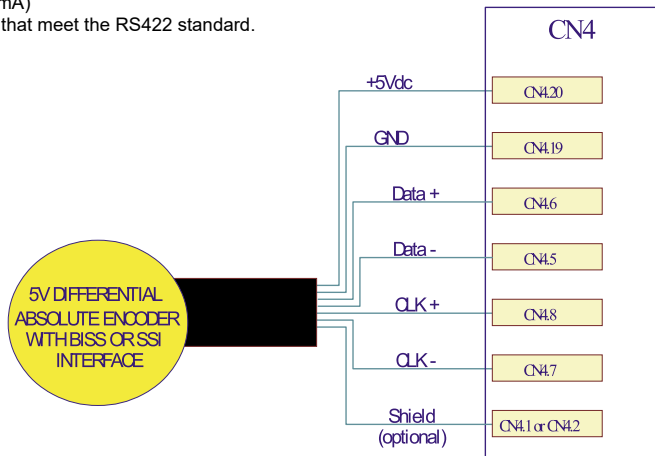 mA)
that meet the RS422 standard.
CN4
+5Vdc
CN4.20
GND
CN4.19
Data +
CN4.6
Data -
CN4.5
CLK +
CN4.8
CLK -
CN4.7
Shield
(optional)
CN4.1 or CN4.2
5V DIFFERENTIAL
ABSOLUTE ENCODER
WITH BISS OR SSI
INTERFACE